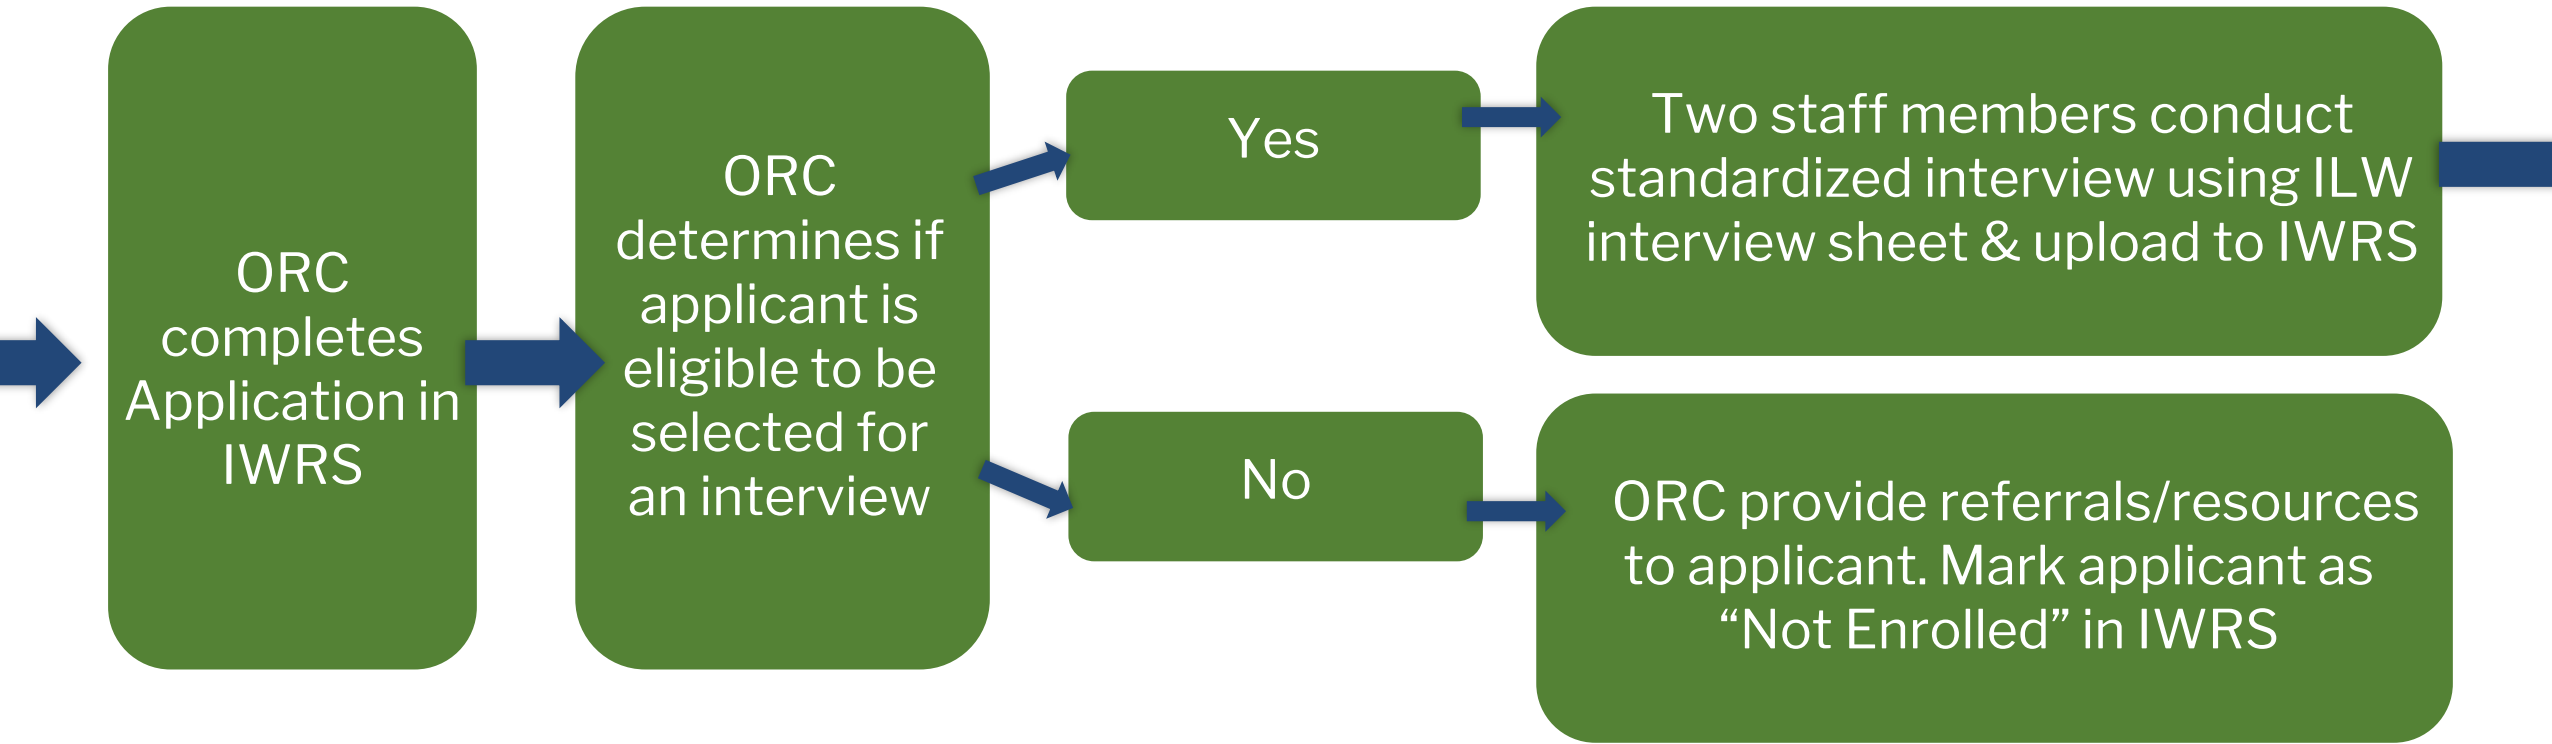 ORC
completes
Application in
IWRS
ORC
determines if
applicant is
eligible to be
selected for
an interview
Yes
Two staff members conduct
standardized interview using ILW
interview sheet & upload to IWRS
No
ORC provide referrals/resources
to applicant. Mark applicant as
“Not Enrolled” in IWRS